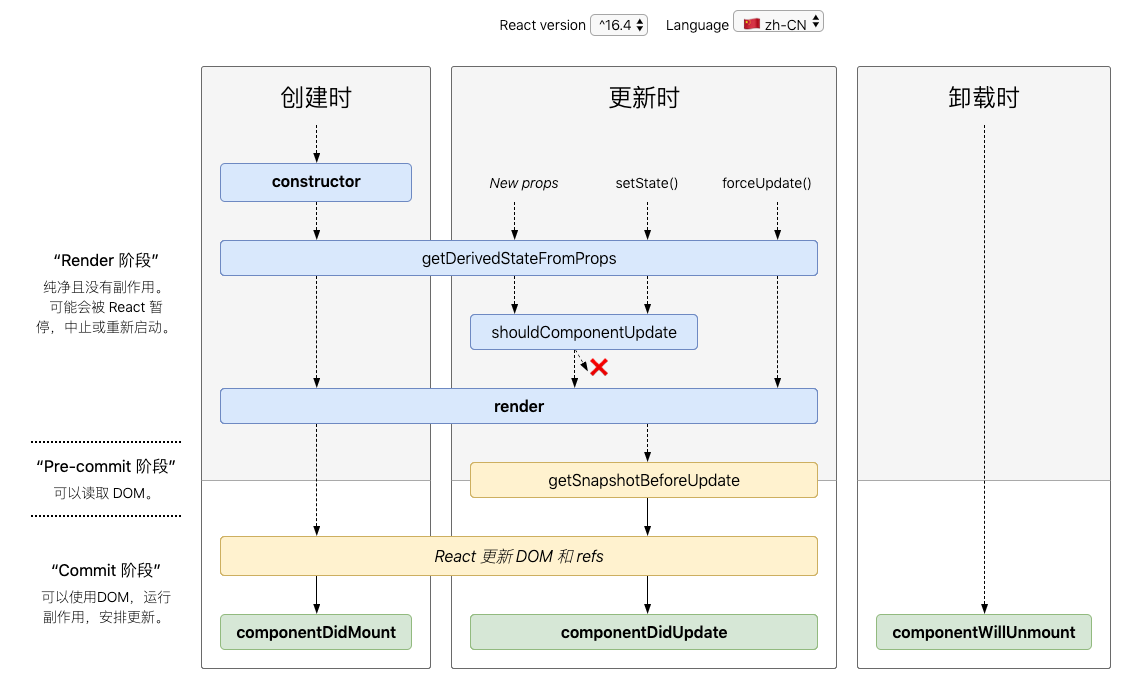 React version ^16.4 Language 🇨🇳 zh-CN
创建时
更新时
卸载时
constructor
New props
setState()
forceUpdate()
“Render 阶段”
纯净且没有副作用。
可能会被 React 暂
停，中止或重新启动。
getDerivedStateFromProps
shouldComponentUpdate
render
“Pre-commit 阶段”
可以读取 DOM。
getSnapshotBeforeUpdate
“Commit 阶段”
可以使用DOM，运行
副作用，安排更新。
React 更新 DOM 和 refs
componentDidMount
componentDidUpdate
componentWillUnmount